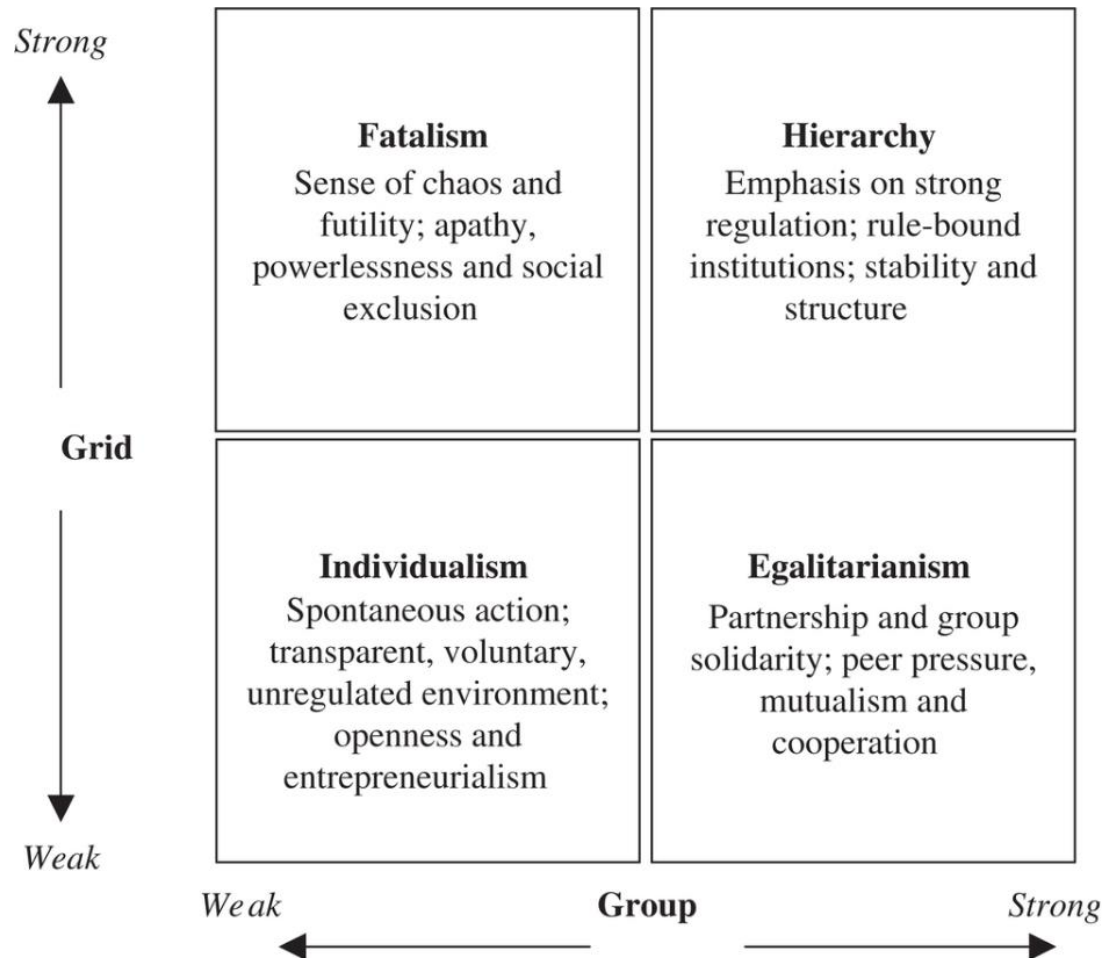 Strong
Fatalism
Sense of chaos and
futility; apathy,
powerlessness and social
exclusion
Hierarchy
Emphasis on strong
regulation; rule-bound
institutions; stability and
structure
Grid
Individualism
Spontaneous action;
transparent, voluntary,
unregulated environment;
openness and
entrepreneurialism
Egalitarianism
Partnership and group
solidarity; peer pressure,
mutualism and
cooperation
Weak
Weak
Group
Strong